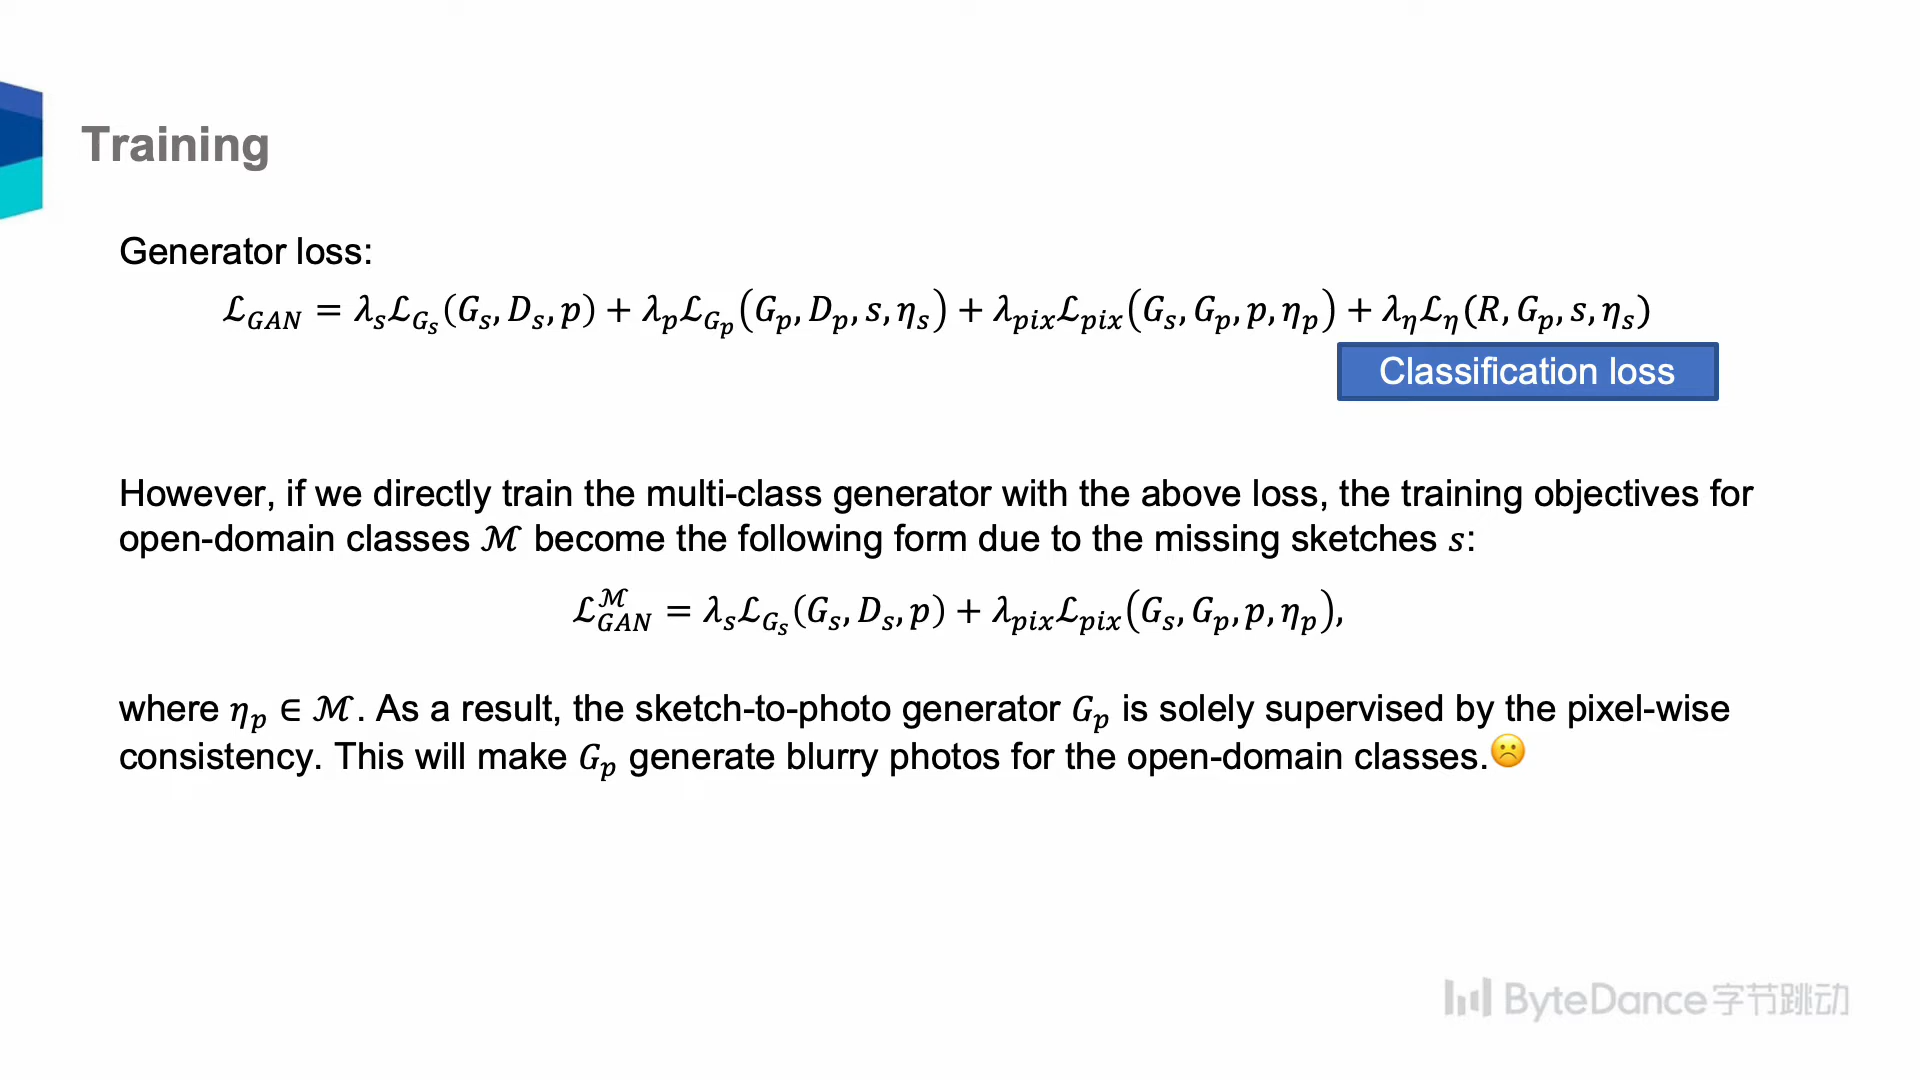 Training
Generator loss:
ℒ_GAN = λ_s ℒ_{G_s}(G_s, D_s, p) + λ_p ℒ_{G_p}(G_p, D_p, s, η_s) + λ_pix ℒ_pix(G_s, G_p, p, η_p) + λ_η ℒ_η(R, G_p, s, η_s)
Classification loss
However, if we directly train the multi-class generator with the above loss, the training objectives for
open-domain classes ℳ become the following form due to the missing sketches s:
ℒ_GAN^ℳ = λ_s ℒ_{G_s}(G_s, D_s, p) + λ_pix ℒ_pix(G_s, G_p, p, η_p),
where η_p ∈ ℳ. As a result, the sketch-to-photo generator G_p is solely supervised by the pixel-wise
consistency. This will make G_p generate blurry photos for the open-domain classes.☹️
ByteDance字节跳动